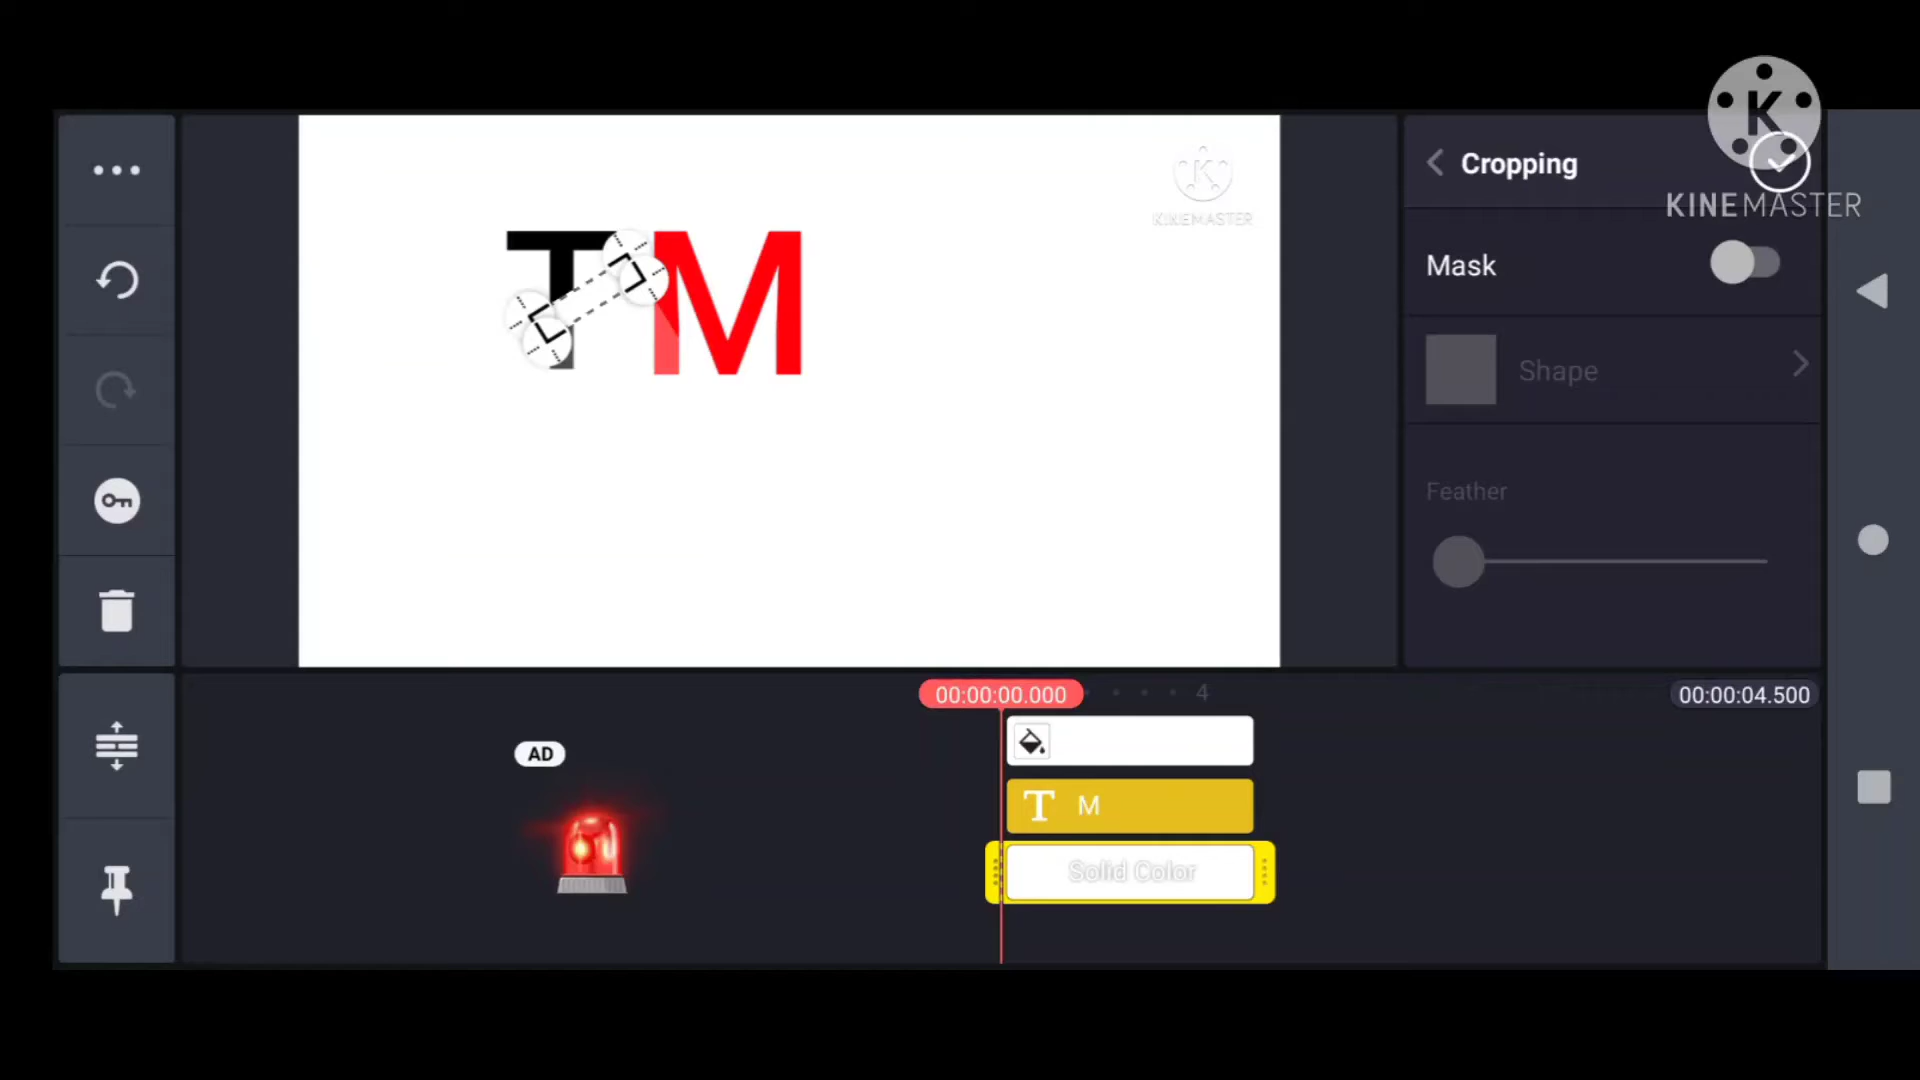 K
KINEMASTER
Cropping
K
KINEMASTER
TM
Mask
Shape
Feather
00:00:00.000
4
00:00:04.500
AD
T M
Solid Color